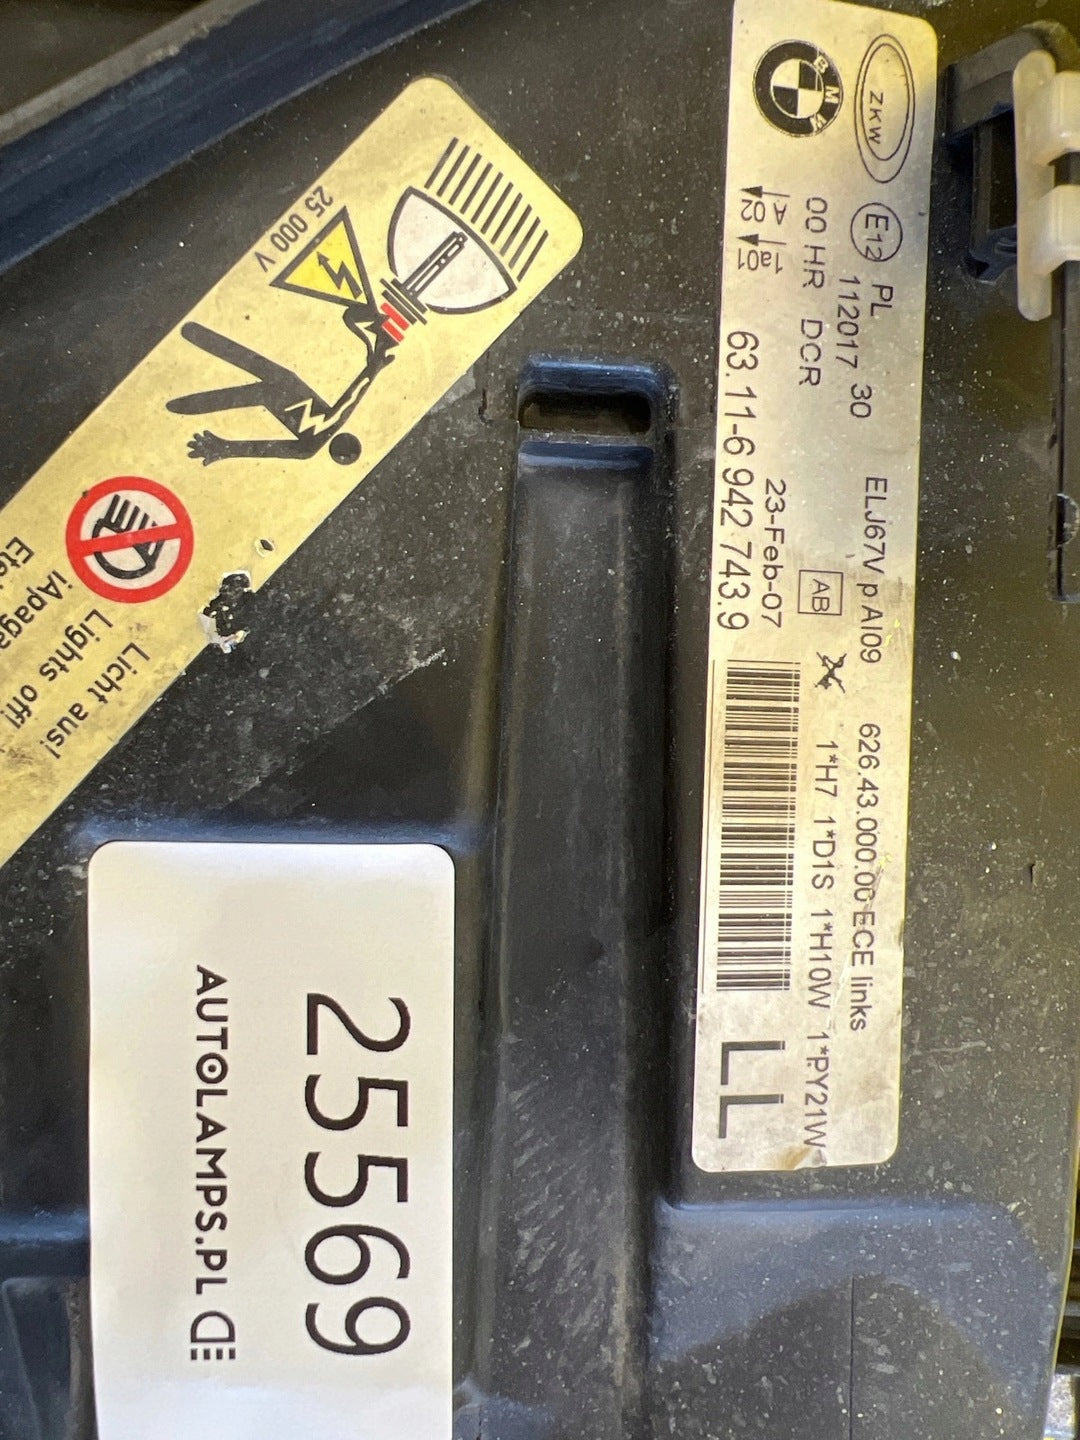 25 000 V
Licht aus!
Lights off!
¡Apaga
BMW
ZKW
E12
PL
112017 30
ELJ67V p AI09
626.43.000.00 ECE links
00 HR DCR
AB
1*H7 1*D1S 1*H10W 1*PY21W
A 1a01
02 01
23-Feb-07
63.11-6 942 743.9
LL
25569
AUTOLAMPS.PL